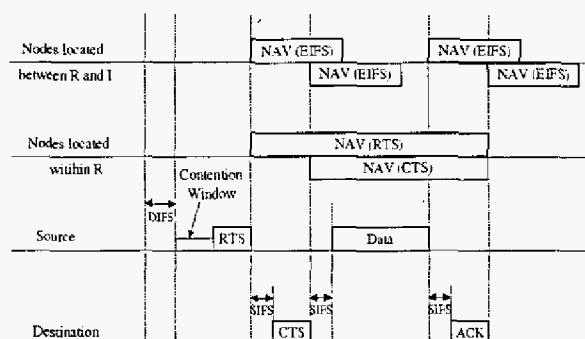 Nodes located
NAV (EIFS)
NAV (EIFS)
between R and I
NAV (EIFS)
NAV (EIFS)
Nodes located
NAV (RTS)
witihin R
NAV (CTS)
Contention
Window
DIFS
Source
RTS
Data
SIFS
SIFS
SIFS
Destination
CTS
ACK